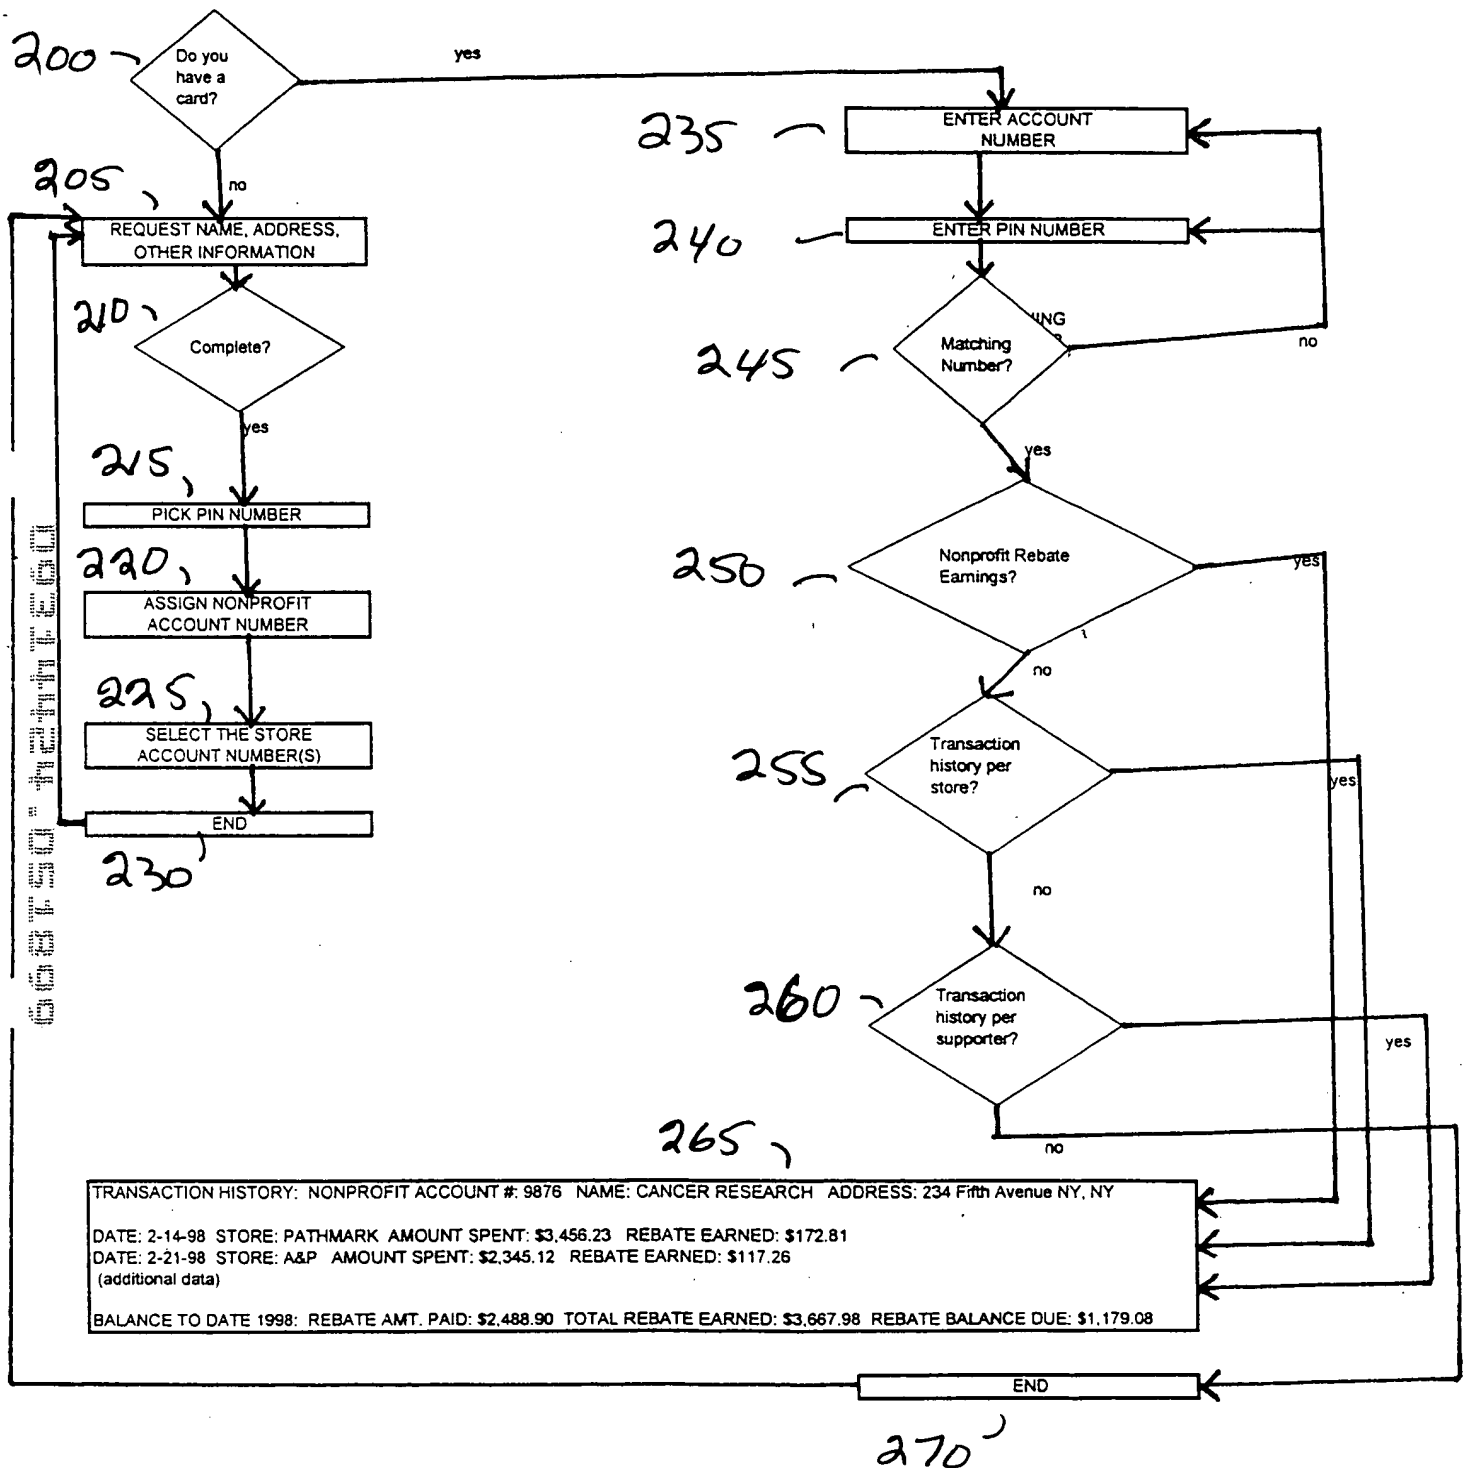 200
Do you
have a
card?
yes
no
205
REQUEST NAME, ADDRESS,
OTHER INFORMATION
210
Complete?
yes
215
PICK PIN NUMBER
220
ASSIGN NONPROFIT
ACCOUNT NUMBER
225
SELECT THE STORE
ACCOUNT NUMBER(S)
END
230
235
ENTER ACCOUNT
NUMBER
240
ENTER PIN NUMBER
245
Matching
Number?
no
yes
250
Nonprofit Rebate
Earnings?
yes
no
255
Transaction
history per
store?
yes
no
260
Transaction
history per
supporter?
yes
no
265
TRANSACTION HISTORY: NONPROFIT ACCOUNT #: 9876 NAME: CANCER RESEARCH ADDRESS: 234 Fifth Avenue NY, NY
DATE: 2-14-98 STORE: PATHMARK AMOUNT SPENT: $3,456.23 REBATE EARNED: $172.81
DATE: 2-21-98 STORE: A&P AMOUNT SPENT: $2,345.12 REBATE EARNED: $117.26
(additional data)
BALANCE TO DATE 1998: REBATE AMT. PAID: $2,488.90 TOTAL REBATE EARNED: $3,667.98 REBATE BALANCE DUE: $1,179.08
END
270